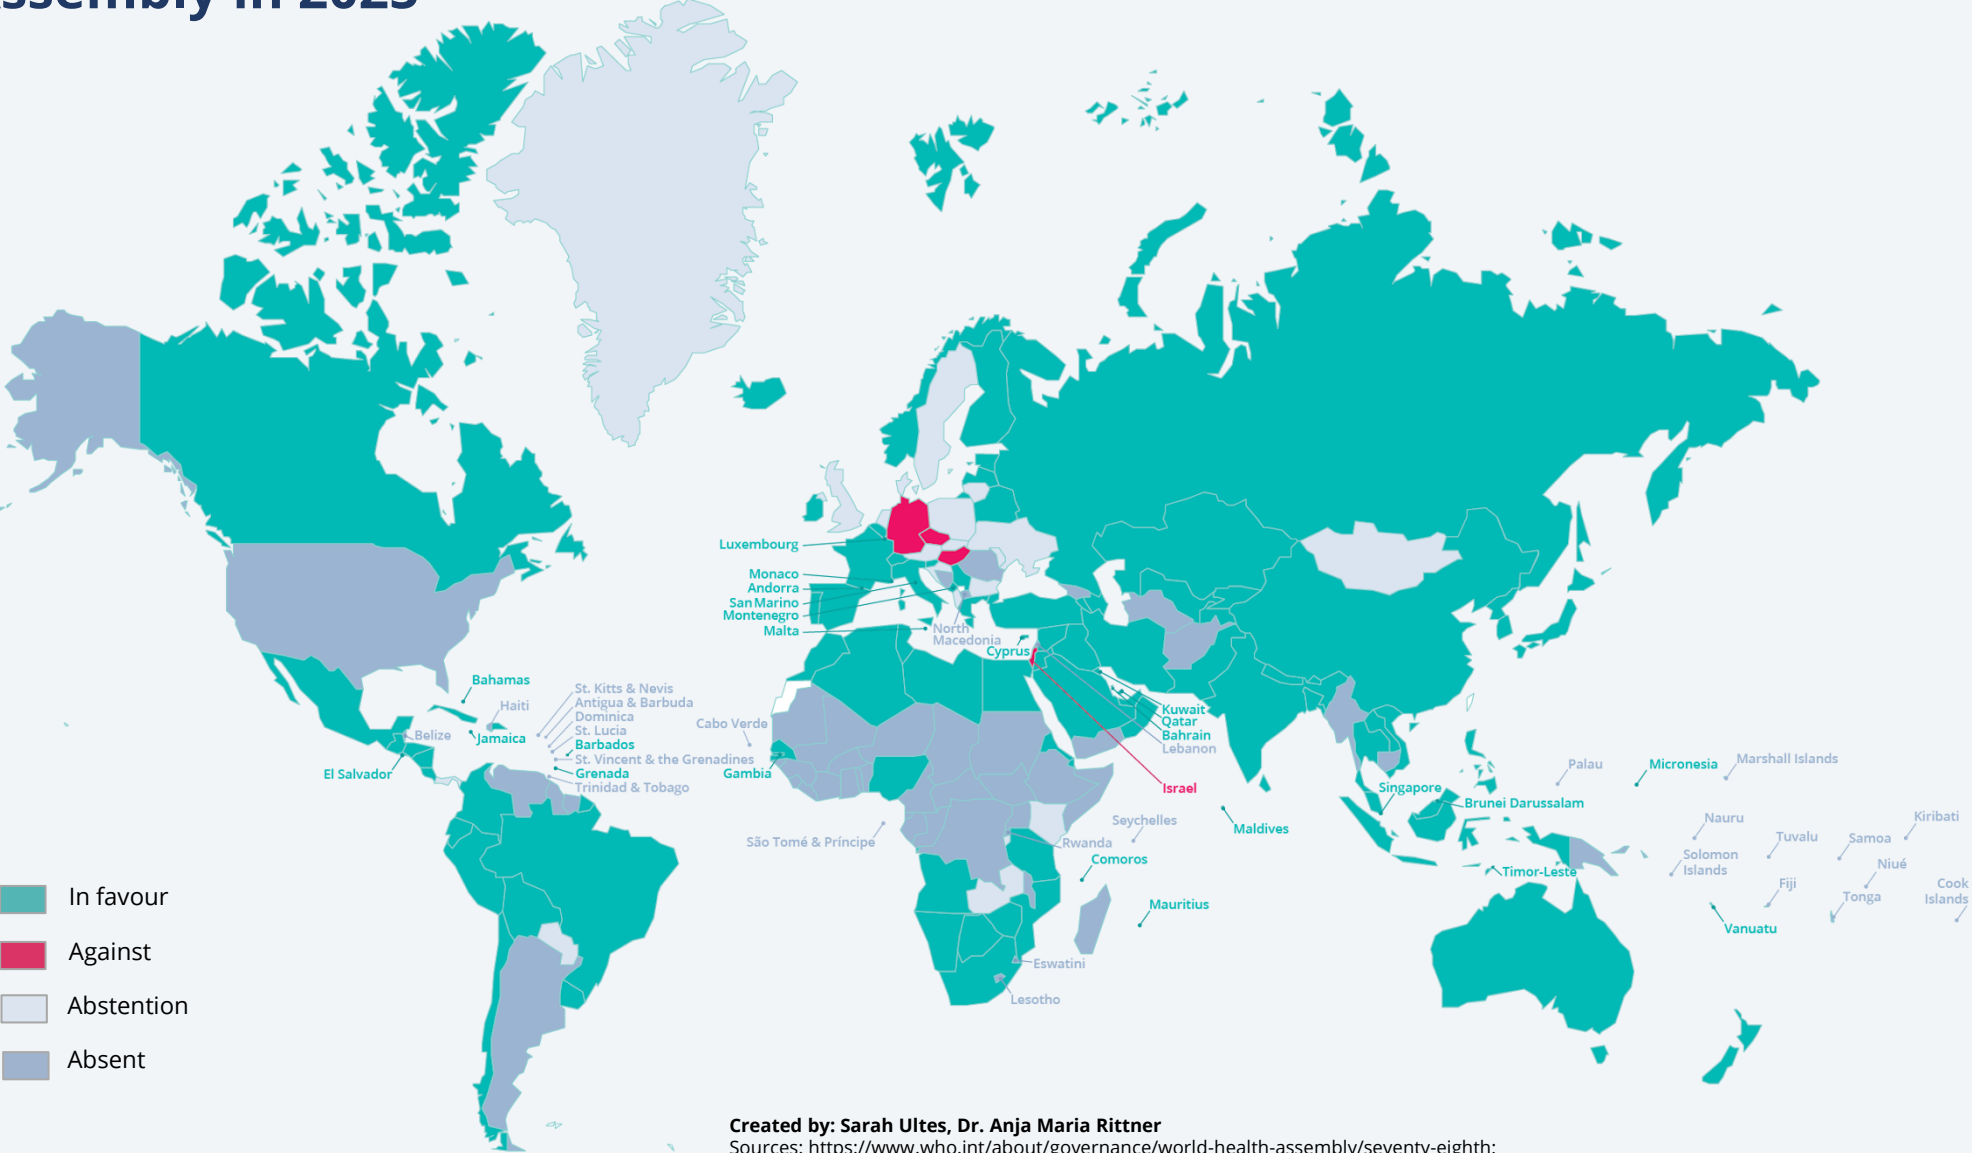 Assembly in 2025
Luxembourg
Monaco
Andorra
San Marino
Montenegro
Malta
North
Macedonia
Cyprus
Bahamas
Haiti
Belize
Jamaica
El Salvador
St. Kitts & Nevis
Antigua & Barbuda
Dominica
St. Lucia
Barbados
St. Vincent & the Grenadines
Grenada
Trinidad & Tobago
Cabo Verde
Gambia
São Tomé & Príncipe
Kuwait
Qatar
Bahrain
Lebanon
Israel
Seychelles
Rwanda
Comoros
Maldives
Mauritius
Eswatini
Lesotho
Singapore
Brunei Darussalam
Timor-Leste
Palau
Micronesia
Marshall Islands
Nauru
Solomon
Islands
Tuvalu
Samoa
Kiribati
Niué
Fiji
Tonga
Cook
Islands
Vanuatu
In favour
Against
Abstention
Absent
Created by: Sarah Ultes, Dr. Anja Maria Rittner
Sources: https://www.who.int/about/governance/world-health-assembly/seventy-eighth;